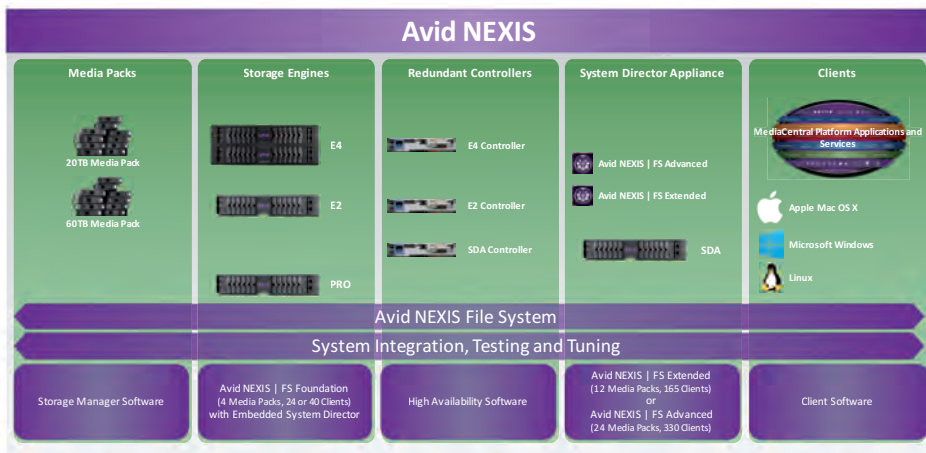 Avid NEXIS
Media Packs
20TB Media Pack
60TB Media Pack
Storage Engines
E4
E2
PRO
Redundant Controllers
E4 Controller
E2 Controller
SDA Controller
System Director Appliance
Avid NEXIS | FS Advanced
Avid NEXIS | FS Extended
SDA
Clients
MediaCentral Platform Applications and
Services
Apple Mac OS X
Microsoft Windows
Linux
Avid NEXIS File System
System Integration, Testing and Tuning
Storage Manager Software
Avid NEXIS | FS Foundation
(4 Media Packs, 24 or 40 Clients)
with Embedded System Director
High Availability Software
Avid NEXIS | FS Extended
(12 Media Packs, 165 Clients)
or
Avid NEXIS | FS Advanced
(24 Media Packs, 330 Clients)
Client Software